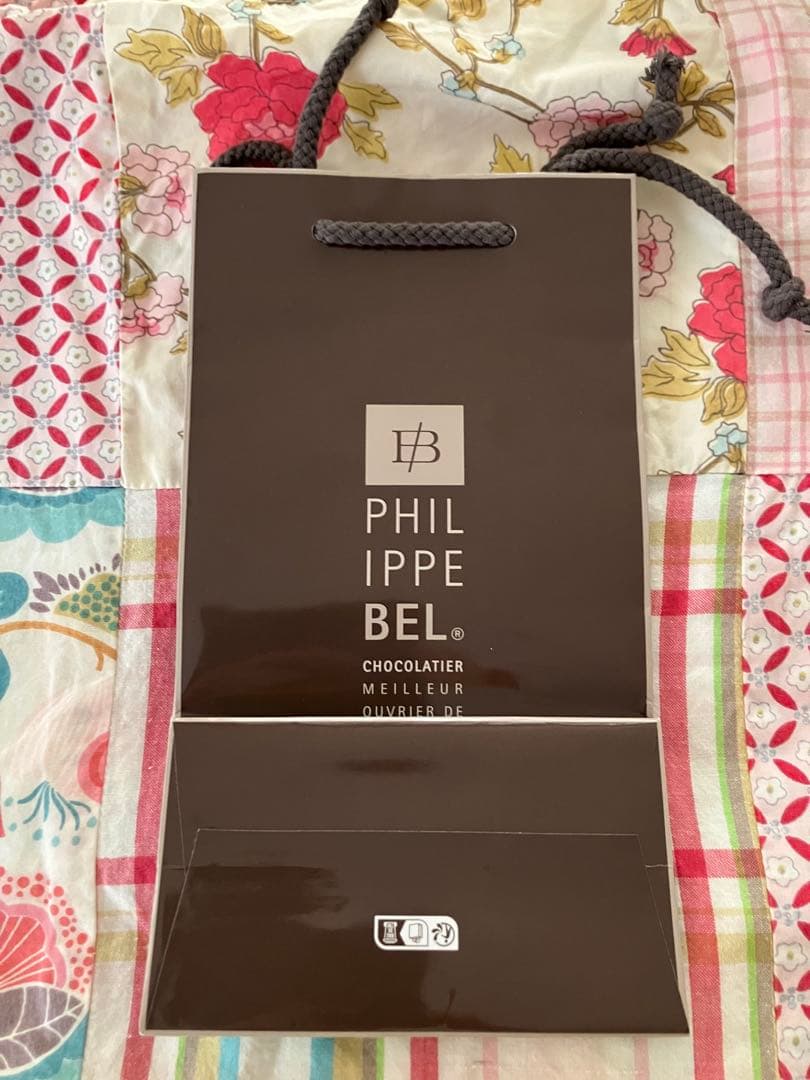 PB
PHIL
IPPE
BEL®
CHOCOLATIER
MEILLEUR
OUVRIER DE